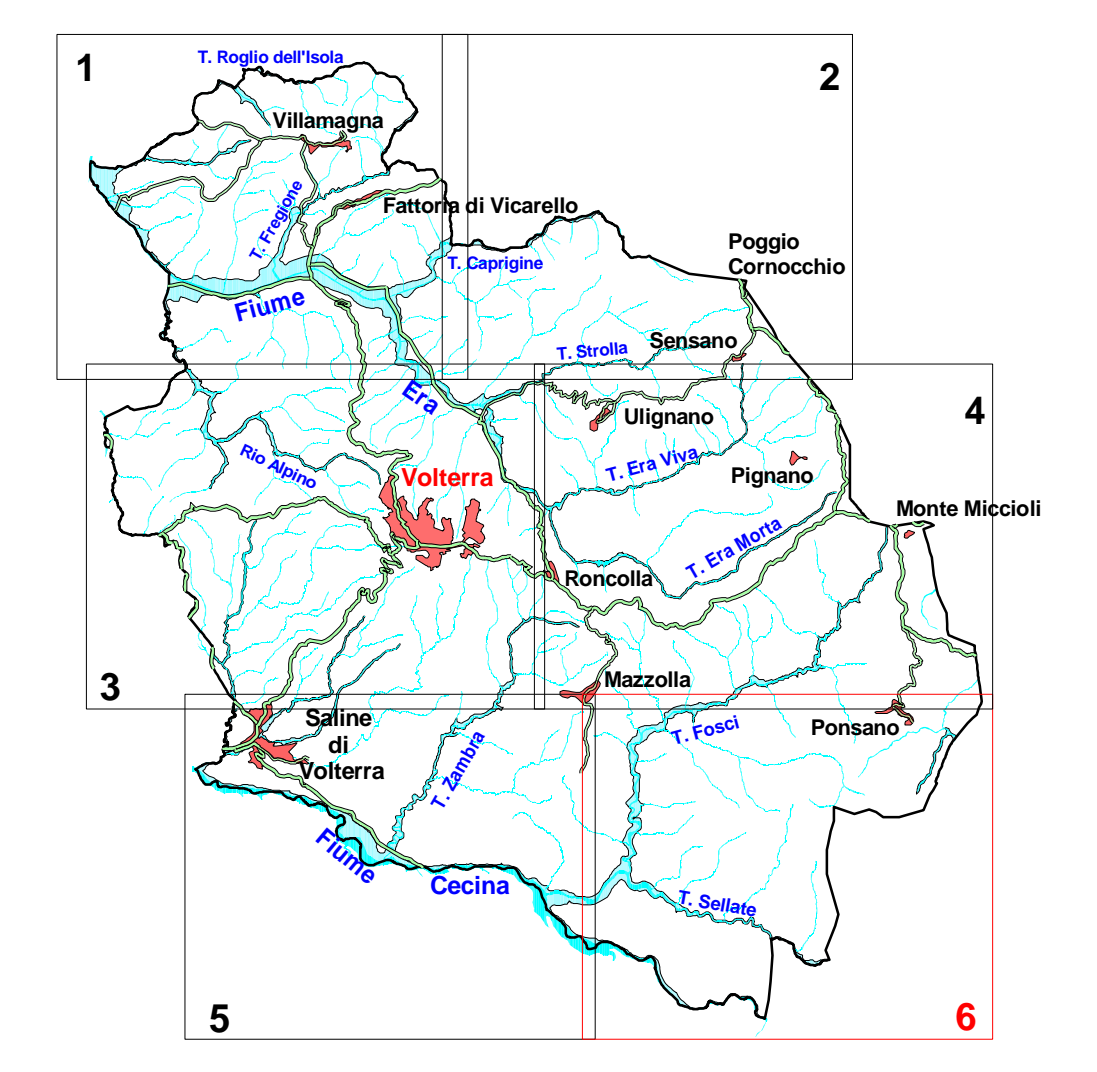 T. Roglio dell'Isola
1
2
Villamagna
T. Fregione
Fattoria di Vicarello
Poggio
Cornocchio
T. Caprigine
Fiume
Era
T. Strolla
Sensano
Ulignano
4
Rio Alpino
Volterra
T. Era Viva
Pignano
Monte Miccioli
T. Era Morta
Roncolla
3
Mazzolla
Saline
di
Volterra
T. Zambra
T. Fosci
Ponsano
Fiume
Cecina
T. Sellate
5
6